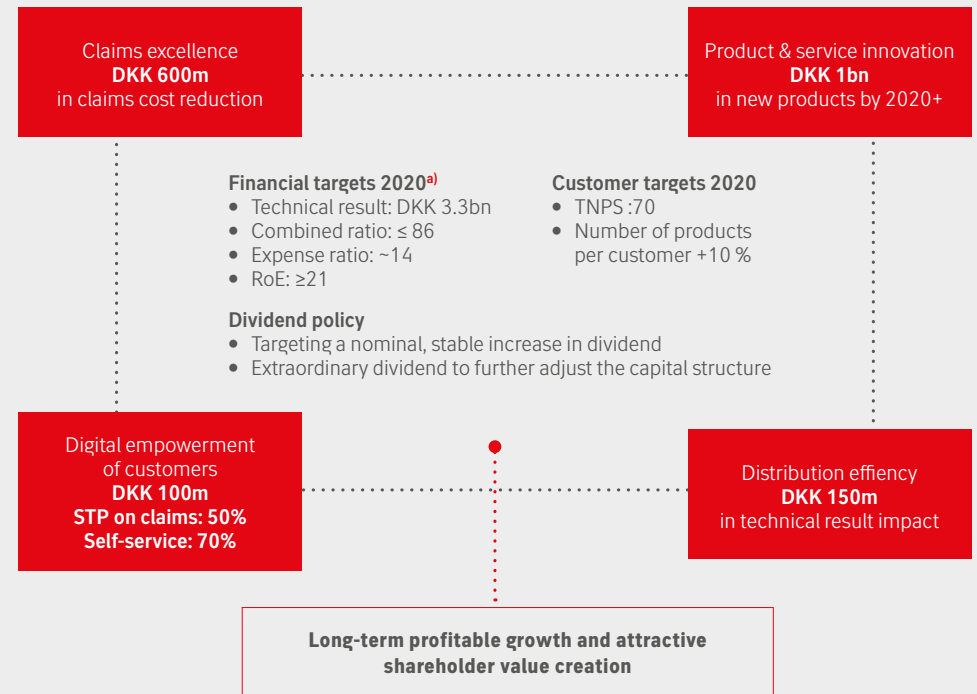 Claims excellence
DKK 600m
in claims cost reduction
Product & service innovation
DKK 1bn
in new products by 2020+
Financial targets 2020a)
• Technical result: DKK 3.3bn
• Combined ratio: ≤ 86
• Expense ratio: ~14
• RoE: ≥21
Customer targets 2020
• TNPS :70
• Number of products
per customer +10 %
Dividend policy
• Targeting a nominal, stable increase in dividend
• Extraordinary dividend to further adjust the capital structure
Digital empowerment
of customers
DKK 100m
STP on claims: 50%
Self-service: 70%
Distribution effiency
DKK 150m
in technical result impact
Long-term profitable growth and attractive
shareholder value creation